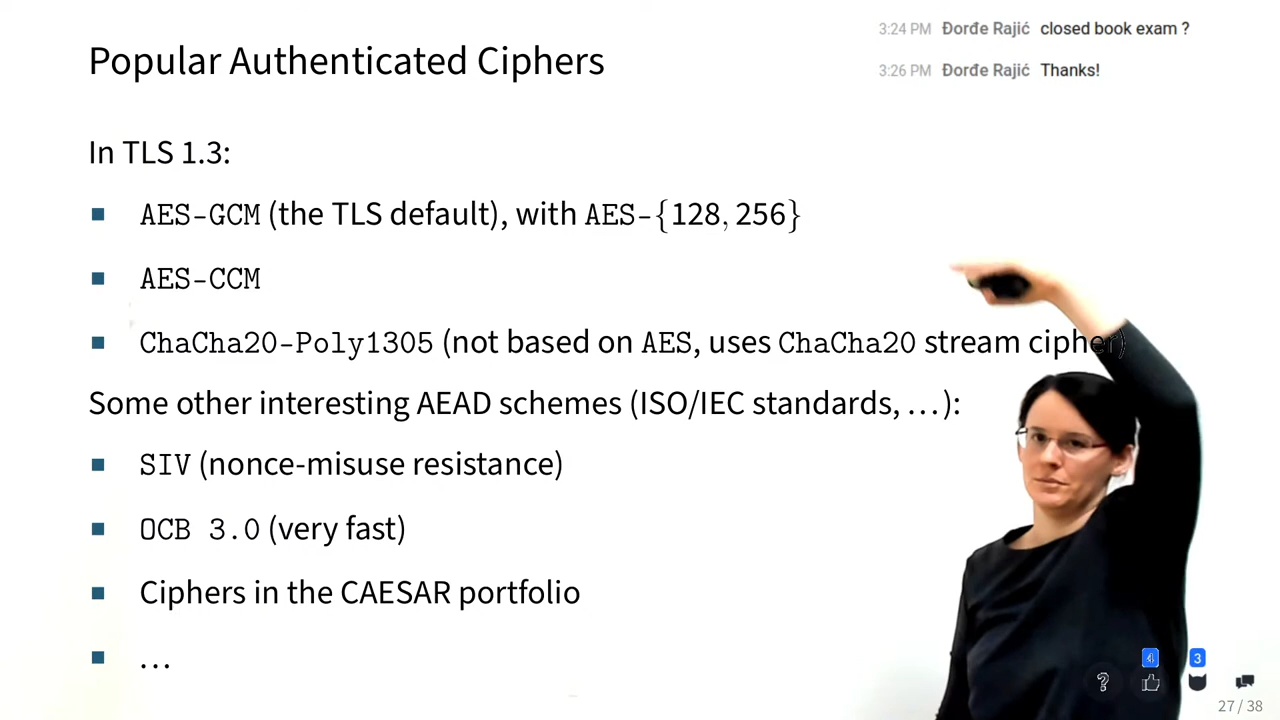 Popular Authenticated Ciphers
3:24 PM Đorđe Rajić closed book exam ?
3:26 PM Đorđe Rajić Thanks!
In TLS 1.3:
■ AES-GCM (the TLS default), with AES-{128, 256}
■ AES-CCM
■ ChaCha20-Poly1305 (not based on AES, uses ChaCha20 stream cipher)
Some other interesting AEAD schemes (ISO/IEC standards, …):
■ SIV (nonce-misuse resistance)
■ OCB 3.0 (very fast)
■ Ciphers in the CAESAR portfolio
■ …
4 3
?
27 / 38